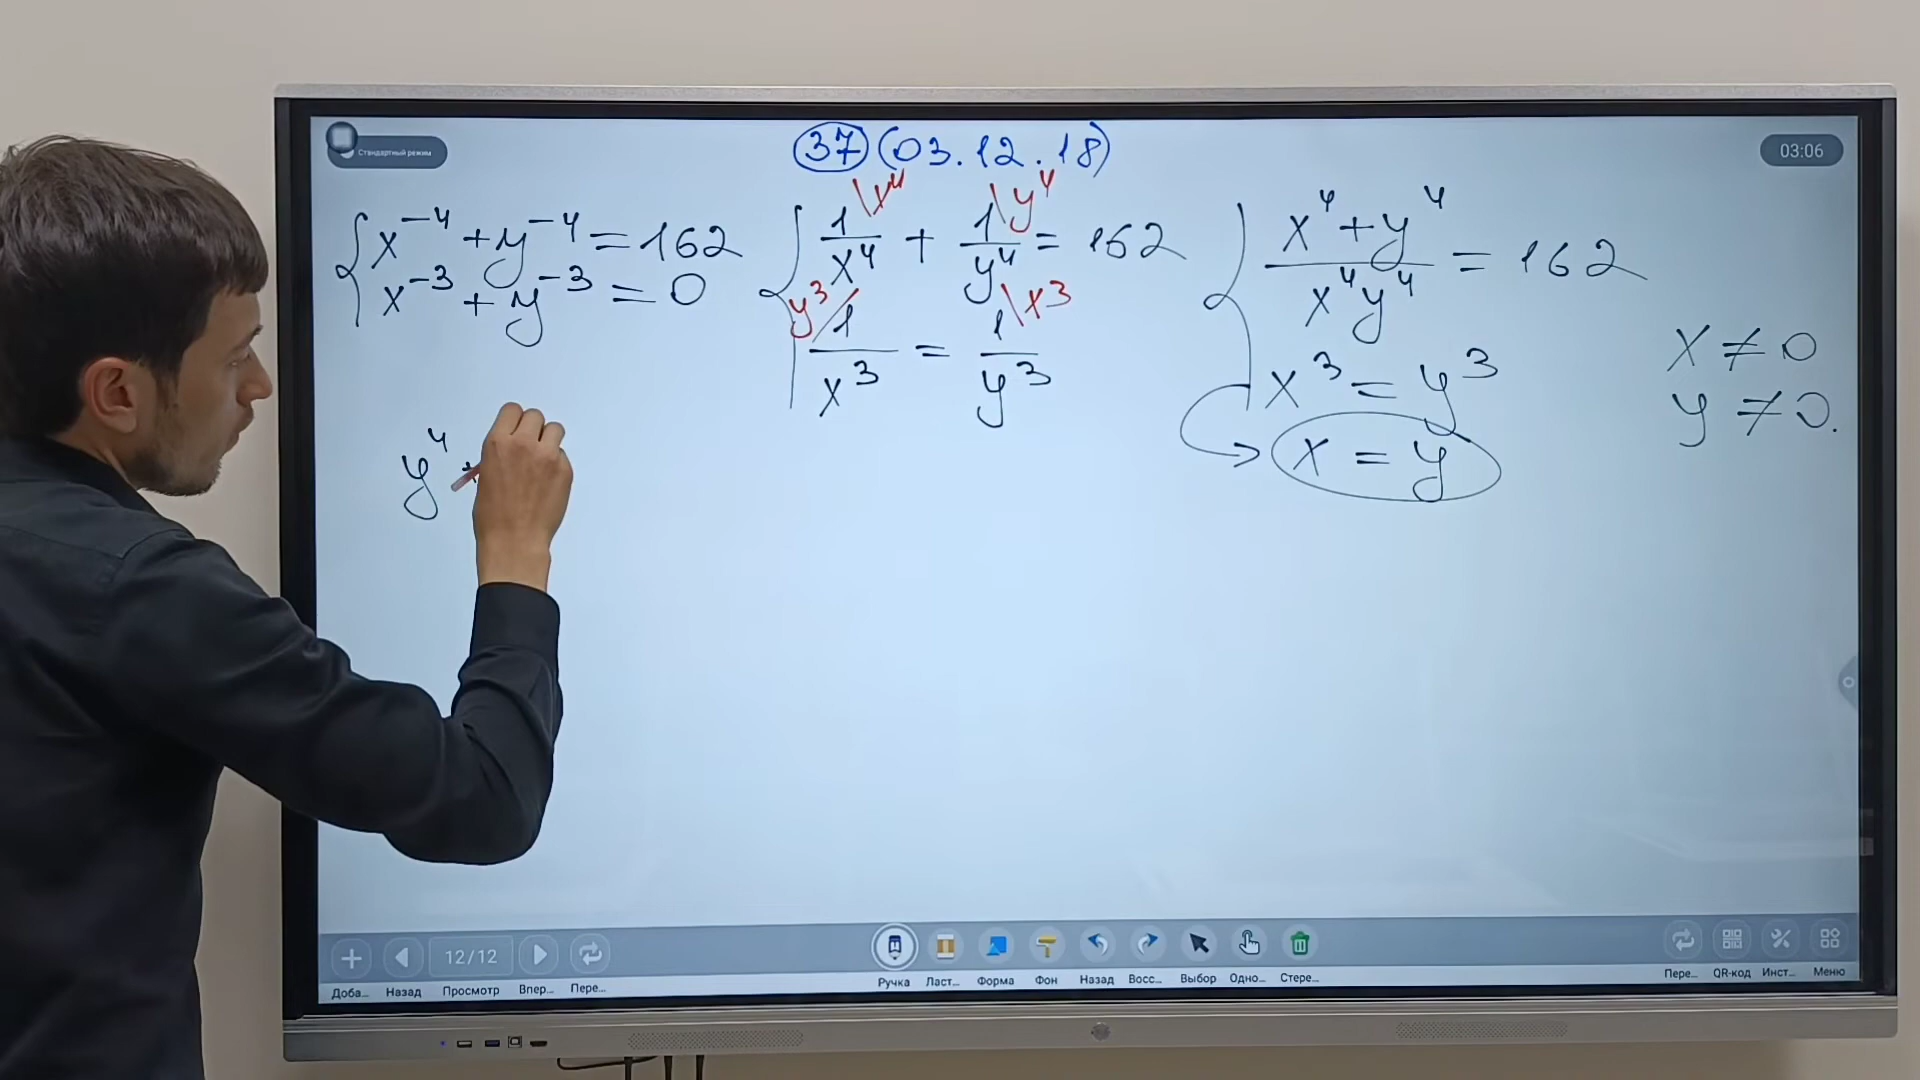 Стандартный режим
37 (03.12.18)
03:06
x⁻⁴ + y⁻⁴ = 162
x⁻³ + y⁻³ = 0
1/x⁴ \x⁴ + 1/y⁴ \y⁴ = 162
y³/ 1/x³ = 1/y³ \x³
x⁴+y⁴ / x⁴y⁴ = 162
x³ = y³
x = y
x ≠ 0
y ≠ 0.
y⁴ +
12/12
Доба... Назад Просмотр Впер... Пере...
Ручка Ласт... Форма Фон Назад Восс... Выбор Одно... Стере...
Пере... QR-код Инст... Меню